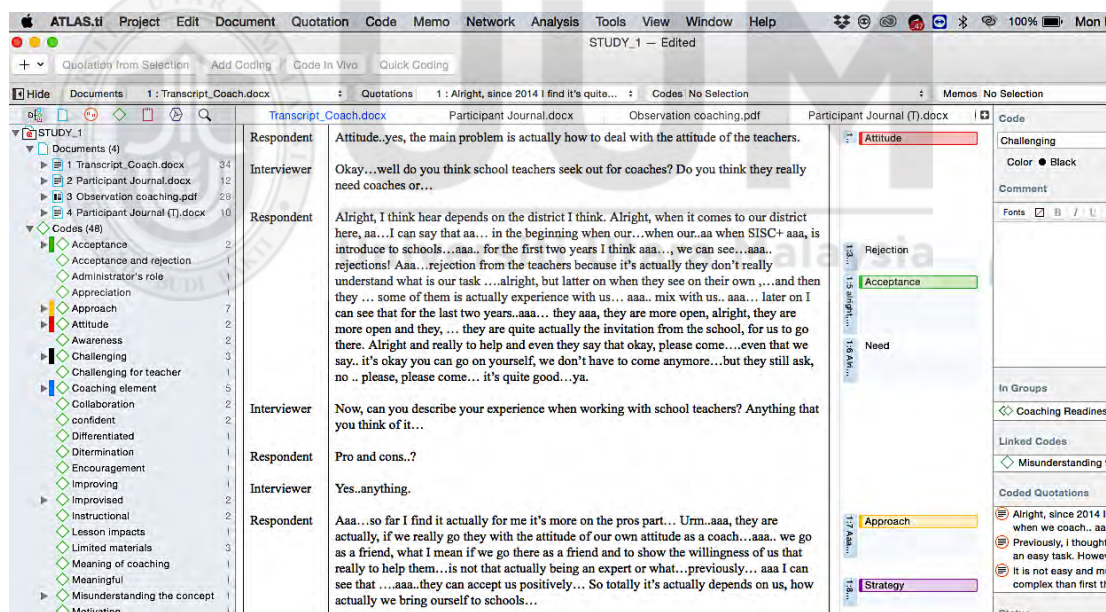 ATLAS.ti Project Edit Document Quotation Code Memo Network Analysis Tools View Window Help 100% Mon
STUDY_1 — Edited
Quotation from Selection Add Coding Code In Vivo Quick Coding
Hide Documents 1 : Transcript_Coach.docx Quotations 1 : Alright, since 2014 I find it's quite... Codes No Selection Memos No Selection
Transcript_Coach.docx Participant Journal.docx Observation coaching.pdf Participant Journal (T).docx
STUDY_1
Documents (4)
1 Transcript_Coach.docx 34
2 Participant Journal.docx 12
3 Observation coaching.pdf 28
4 Participant Journal (T).docx 10
Codes (48)
Acceptance 2
Acceptance and rejection 1
Administrator's role 1
Appreciation 1
Approach 7
Attitude 2
Awareness 2
Challenging 3
Challenging for teacher 1
Coaching element 5
Collaboration 2
confident 2
Differentiated 1
Ditermination 1
Encouragement 1
Improving 1
Improvised 2
Instructional 2
Lesson impacts 1
Limited materials 3
Meaning of coaching 1
Meaningful 1
Misunderstanding the concept 1
Motivating
Respondent Attitude..yes, the main problem is actually how to deal with the attitude of the teachers.
Interviewer Okay…well do you think school teachers seek out for coaches? Do you think they really
need coaches or…
Respondent Alright, I think hear depends on the district I think. Alright, when it comes to our district
here, aa…I can say that aa… in the beginning when our…when our..aa when SISC+ aaa, is
introduce to schools…aaa.. for the first two years I think aaa…, we can see…aaa..
rejections! Aaa…rejection from the teachers because it's actually they don't really
understand what is our task ….alright, but latter on when they see on their own ,…and then
they … some of them is actually experience with us… aaa.. mix with us.. aaa… later on I
can see that for the last two years..aaa… they aaa, they are more open, alright, they are
more open and they, … they are quite actually the invitation from the school, for us to go
there. Alright and really to help and even they say that okay, please come….even that we
say.. it's okay you can go on yourself, we don't have to come anymore…but they still ask,
no .. please, please come… it's quite good…ya.
Interviewer Now, can you describe your experience when working with school teachers? Anything that
you think of it…
Respondent Pro and cons..?
Interviewer Yes..anything.
Respondent Aaa…so far I find it actually for me it's more on the pros part… Urm..aaa, they are
actually, if we really go they with the attitude of our own attitude as a coach…aaa.. we go
as a friend, what I mean if we go there as a friend and to show the willingness of us that
really to help them…is not that actually being an expert or what…previously… aaa I can
see that ….aaa..they can accept us positively… So totally it's actually depends on us, how
actually we bring ourself to schools…
Attitude
1:3... Rejection
1:5 alright,... Acceptance
1:6 Alri... Need
1:7 Aaa... Approach
1:8... Strategy
Code
Challenging
Color Black
Comment
Fonts B I U
In Groups
Coaching Readines
Linked Codes
Misunderstanding
Coded Quotations
Alright, since 2014 I
when we coach.. aa
Previously, i thought
an easy task. Howev
It is not easy and mu
complex than first th
UUM
Universiti Utara Malaysia